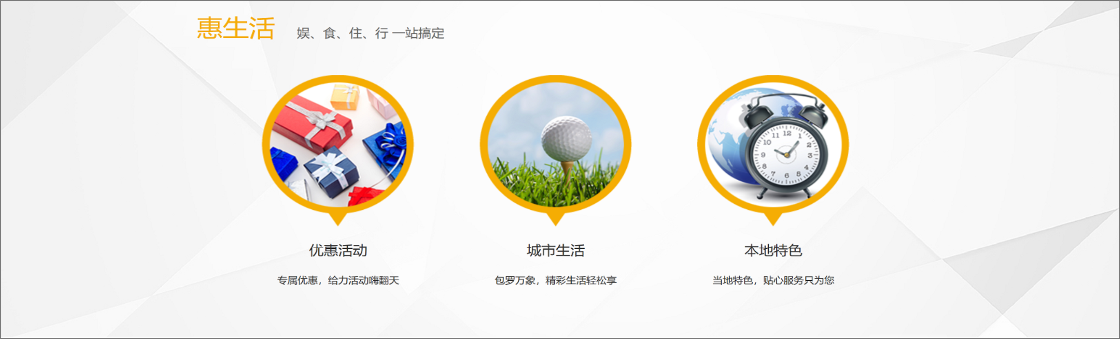 惠生活 娱、食、住、行 一站搞定
优惠活动
城市生活
本地特色
专属优惠，给力活动嗨翻天
包罗万象，精彩生活轻松享
当地特色，贴心服务只为您